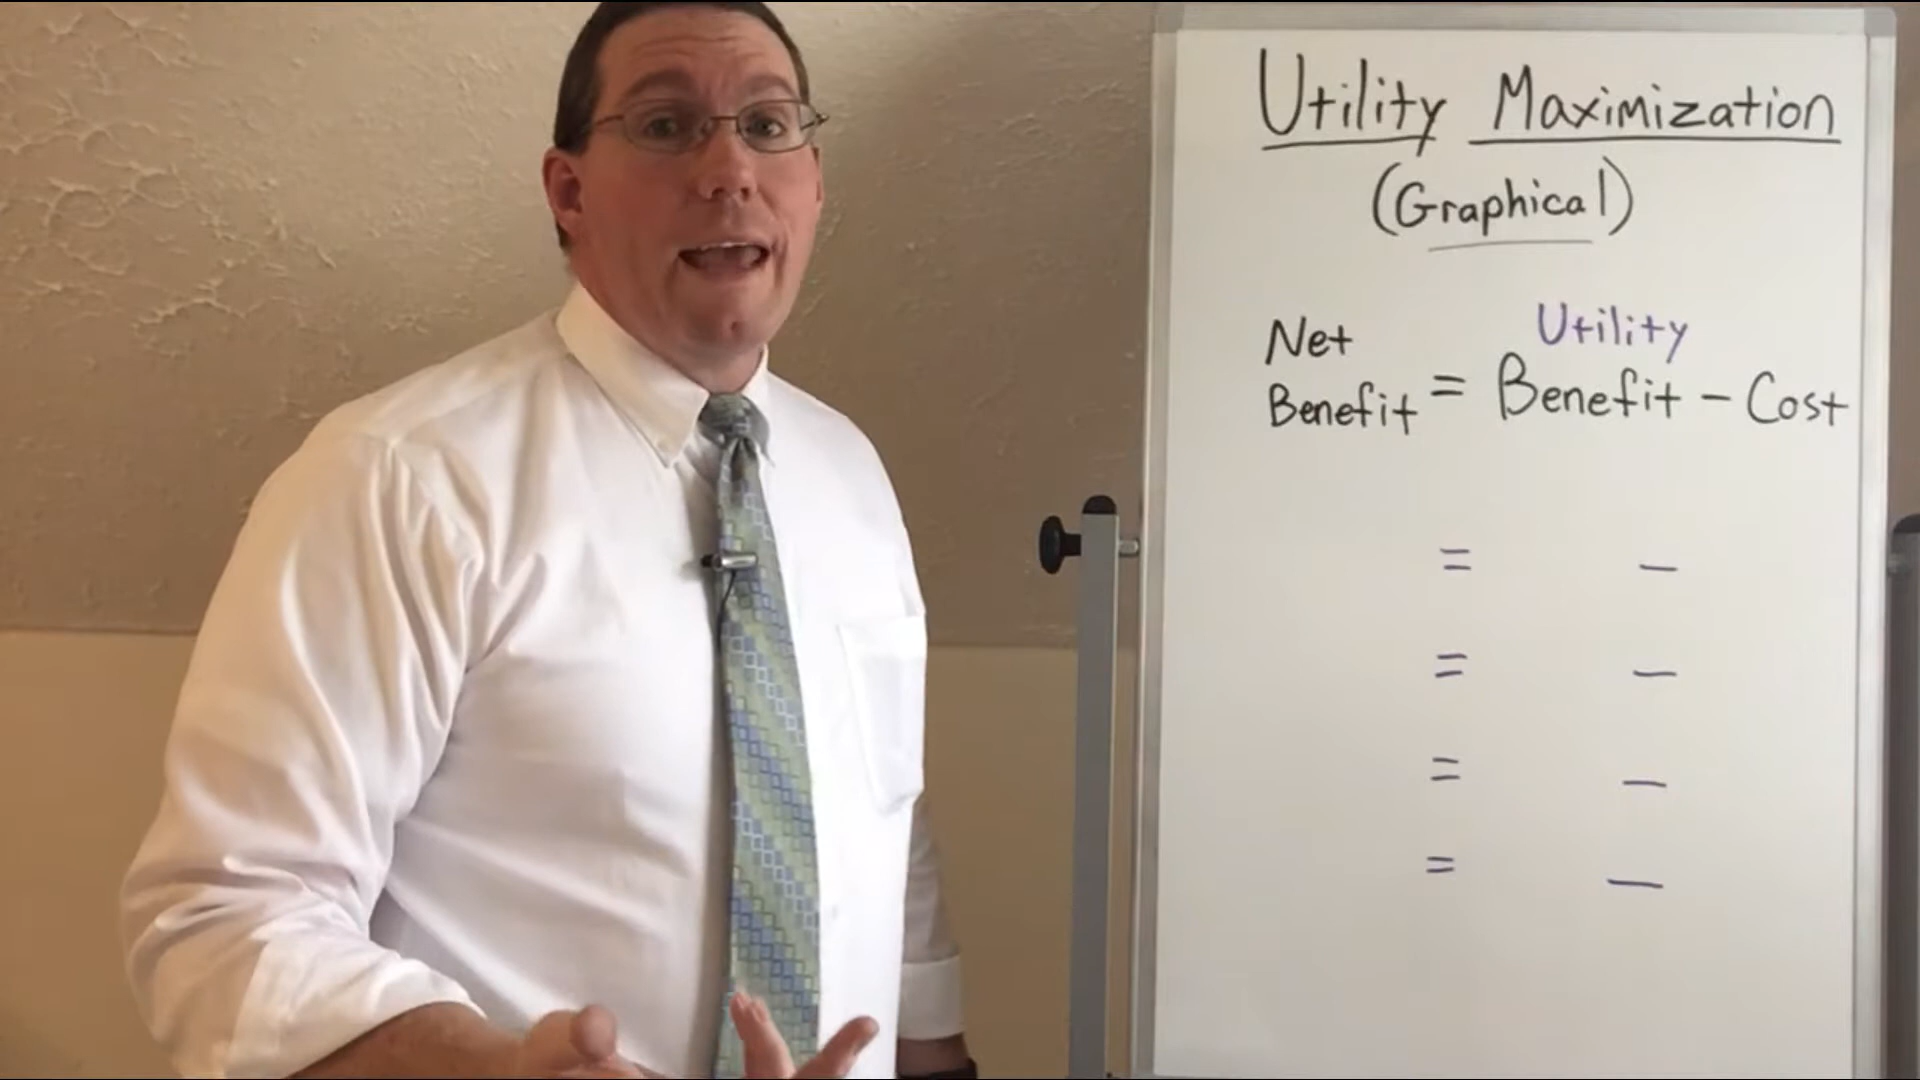 Utility Maximization
(Graphical)
Net Utility
Benefit = Benefit - Cost
= -
= -
= -
= -